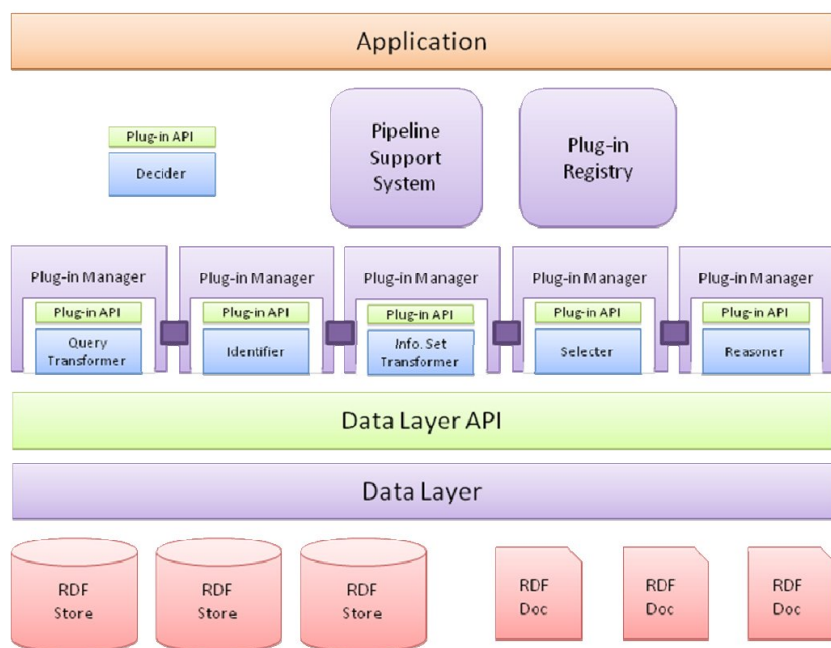 Application
Plug-in API
Decider
Pipeline
Support
System
Plug-in
Registry
Plug-in Manager
Plug-in API
Query
Transformer
Plug-in Manager
Plug-in API
Identifier
Plug-in Manager
Plug-in API
Info. Set
Transformer
Plug-in Manager
Plug-in API
Selecter
Plug-in Manager
Plug-in API
Reasoner
Data Layer API
Data Layer
RDF
Store
RDF
Store
RDF
Store
RDF
Doc
RDF
Doc
RDF
Doc